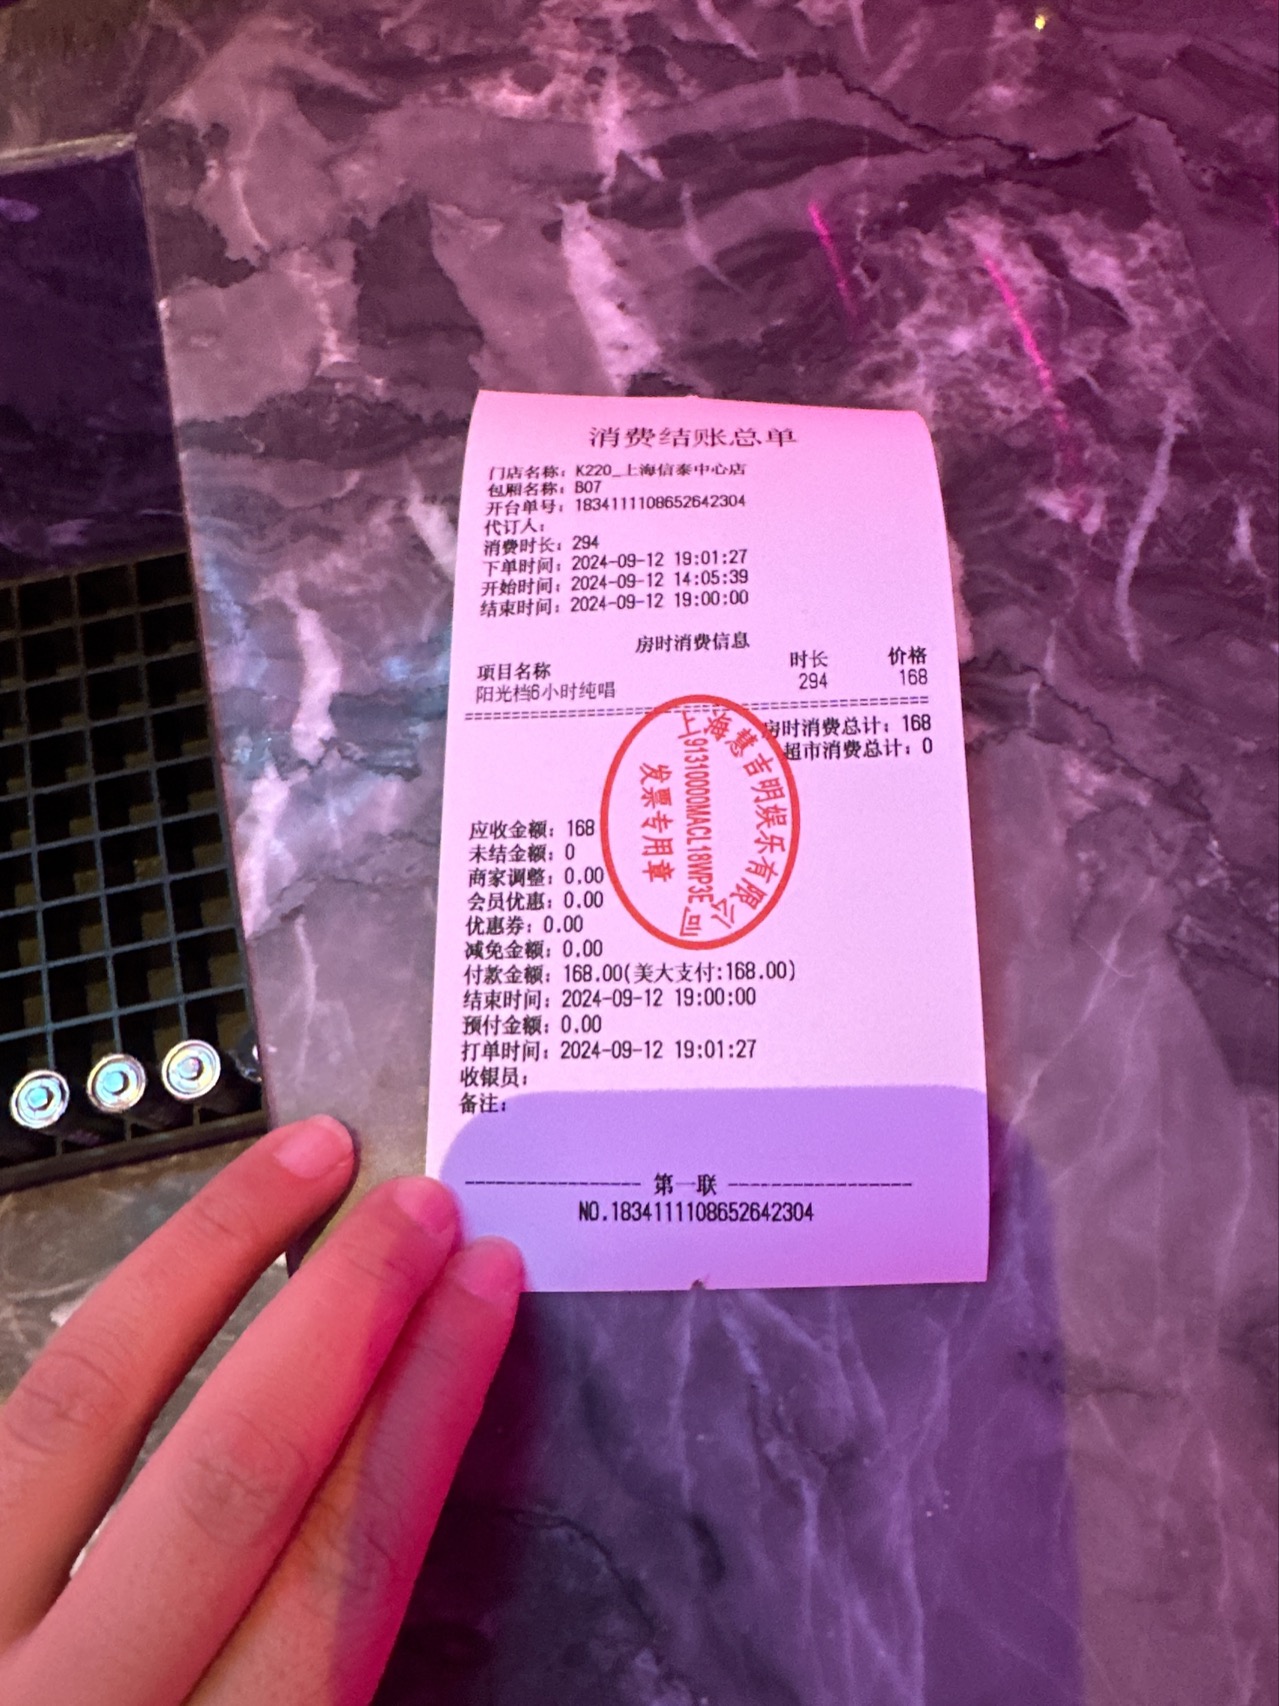 消费结账总单
门店名称：K220_上海信泰中心店
包厢名称：B07
开台单号：1834111108652642304
代订人：
消费时长：294
下单时间：2024-09-12 19:01:27
开始时间：2024-09-12 14:05:39
结束时间：2024-09-12 19:00:00
房时消费信息
项目名称 时长 价格
阳光档6小时纯唱 294 168
房时消费总计：168
超市消费总计：0
上海慧吉明娱乐有限公司
91310000MACL18WP3E
发票专用章
应收金额：168
未结金额：0
商家调整：0.00
会员优惠：0.00
优惠券：0.00
减免金额：0.00
付款金额：168.00(美大支付:168.00)
结束时间：2024-09-12 19:00:00
预付金额：0.00
打单时间：2024-09-12 19:01:27
收银员：
备注：
第一联
NO.1834111108652642304